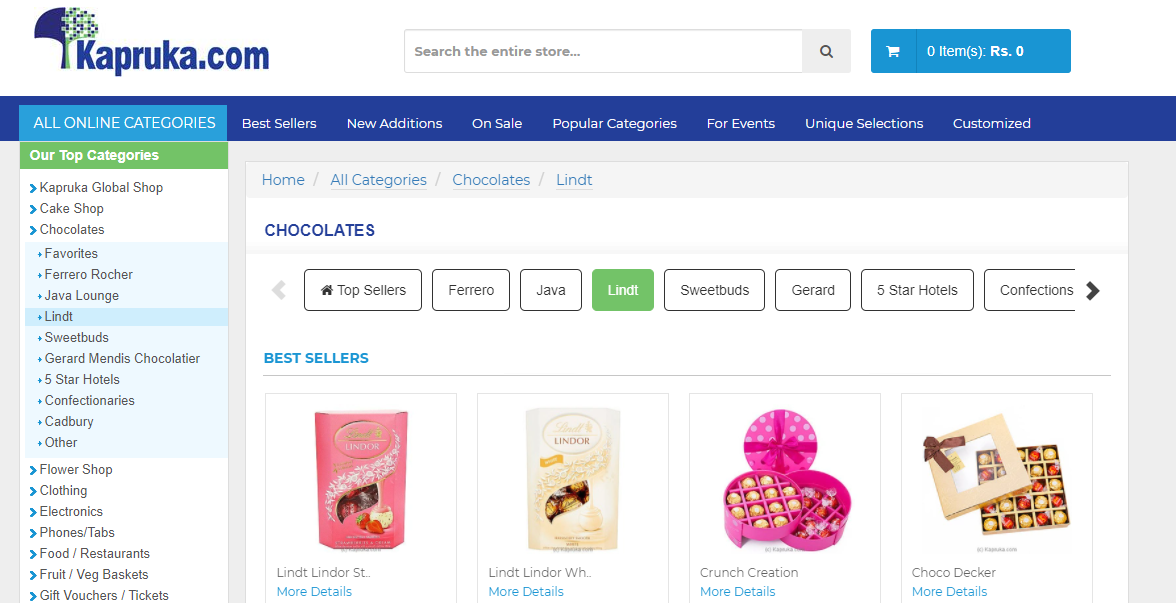 Kapruka.com
Search the entire store...
0 Item(s): Rs. 0
ALL ONLINE CATEGORIES
Best Sellers
New Additions
On Sale
Popular Categories
For Events
Unique Selections
Customized
Our Top Categories
Kapruka Global Shop
Cake Shop
Chocolates
Favorites
Ferrero Rocher
Java Lounge
Lindt
Sweetbuds
Gerard Mendis Chocolatier
5 Star Hotels
Confectionaries
Cadbury
Other
Flower Shop
Clothing
Electronics
Phones/Tabs
Food / Restaurants
Fruit / Veg Baskets
Gift Vouchers / Tickets
Home / All Categories / Chocolates / Lindt
CHOCOLATES
Top Sellers
Ferrero
Java
Lindt
Sweetbuds
Gerard
5 Star Hotels
Confections
BEST SELLERS
Lindt
LINDOR
Lindt Lindor St..
More Details
Lindt
LINDOR
Lindt Lindor Wh..
More Details
(c) Kapruka.com
Crunch Creation
More Details
(c) Kapruka.com
Choco Decker
More Details